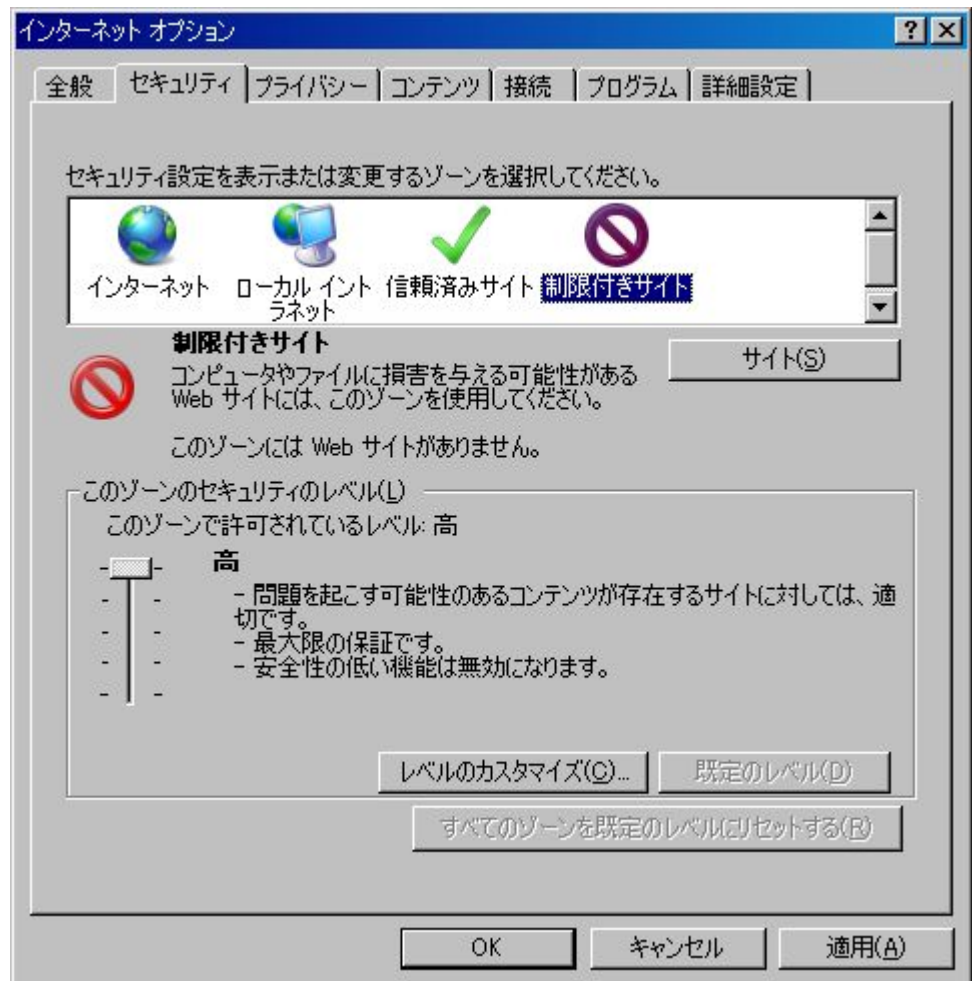 インターネット オプション
全般 セキュリティ プライバシー コンテンツ 接続 プログラム 詳細設定
セキュリティ設定を表示または変更するゾーンを選択してください。
インターネット
ローカル イント
ラネット
信頼済みサイト
制限付きサイト
制限付きサイト
コンピュータやファイルに損害を与える可能性がある
Web サイトには、このゾーンを使用してください。
サイト(S)
このゾーンには Web サイトがありません。
このゾーンのセキュリティのレベル(L)
このゾーンで許可されているレベル: 高
高
- 問題を起こす可能性のあるコンテンツが存在するサイトに対しては、適
切です。
- 最大限の保証です。
- 安全性の低い機能は無効になります。
レベルのカスタマイズ(C)... 既定のレベル(D)
すべてのゾーンを既定のレベルにリセットする(R)
OK キャンセル 適用(A)